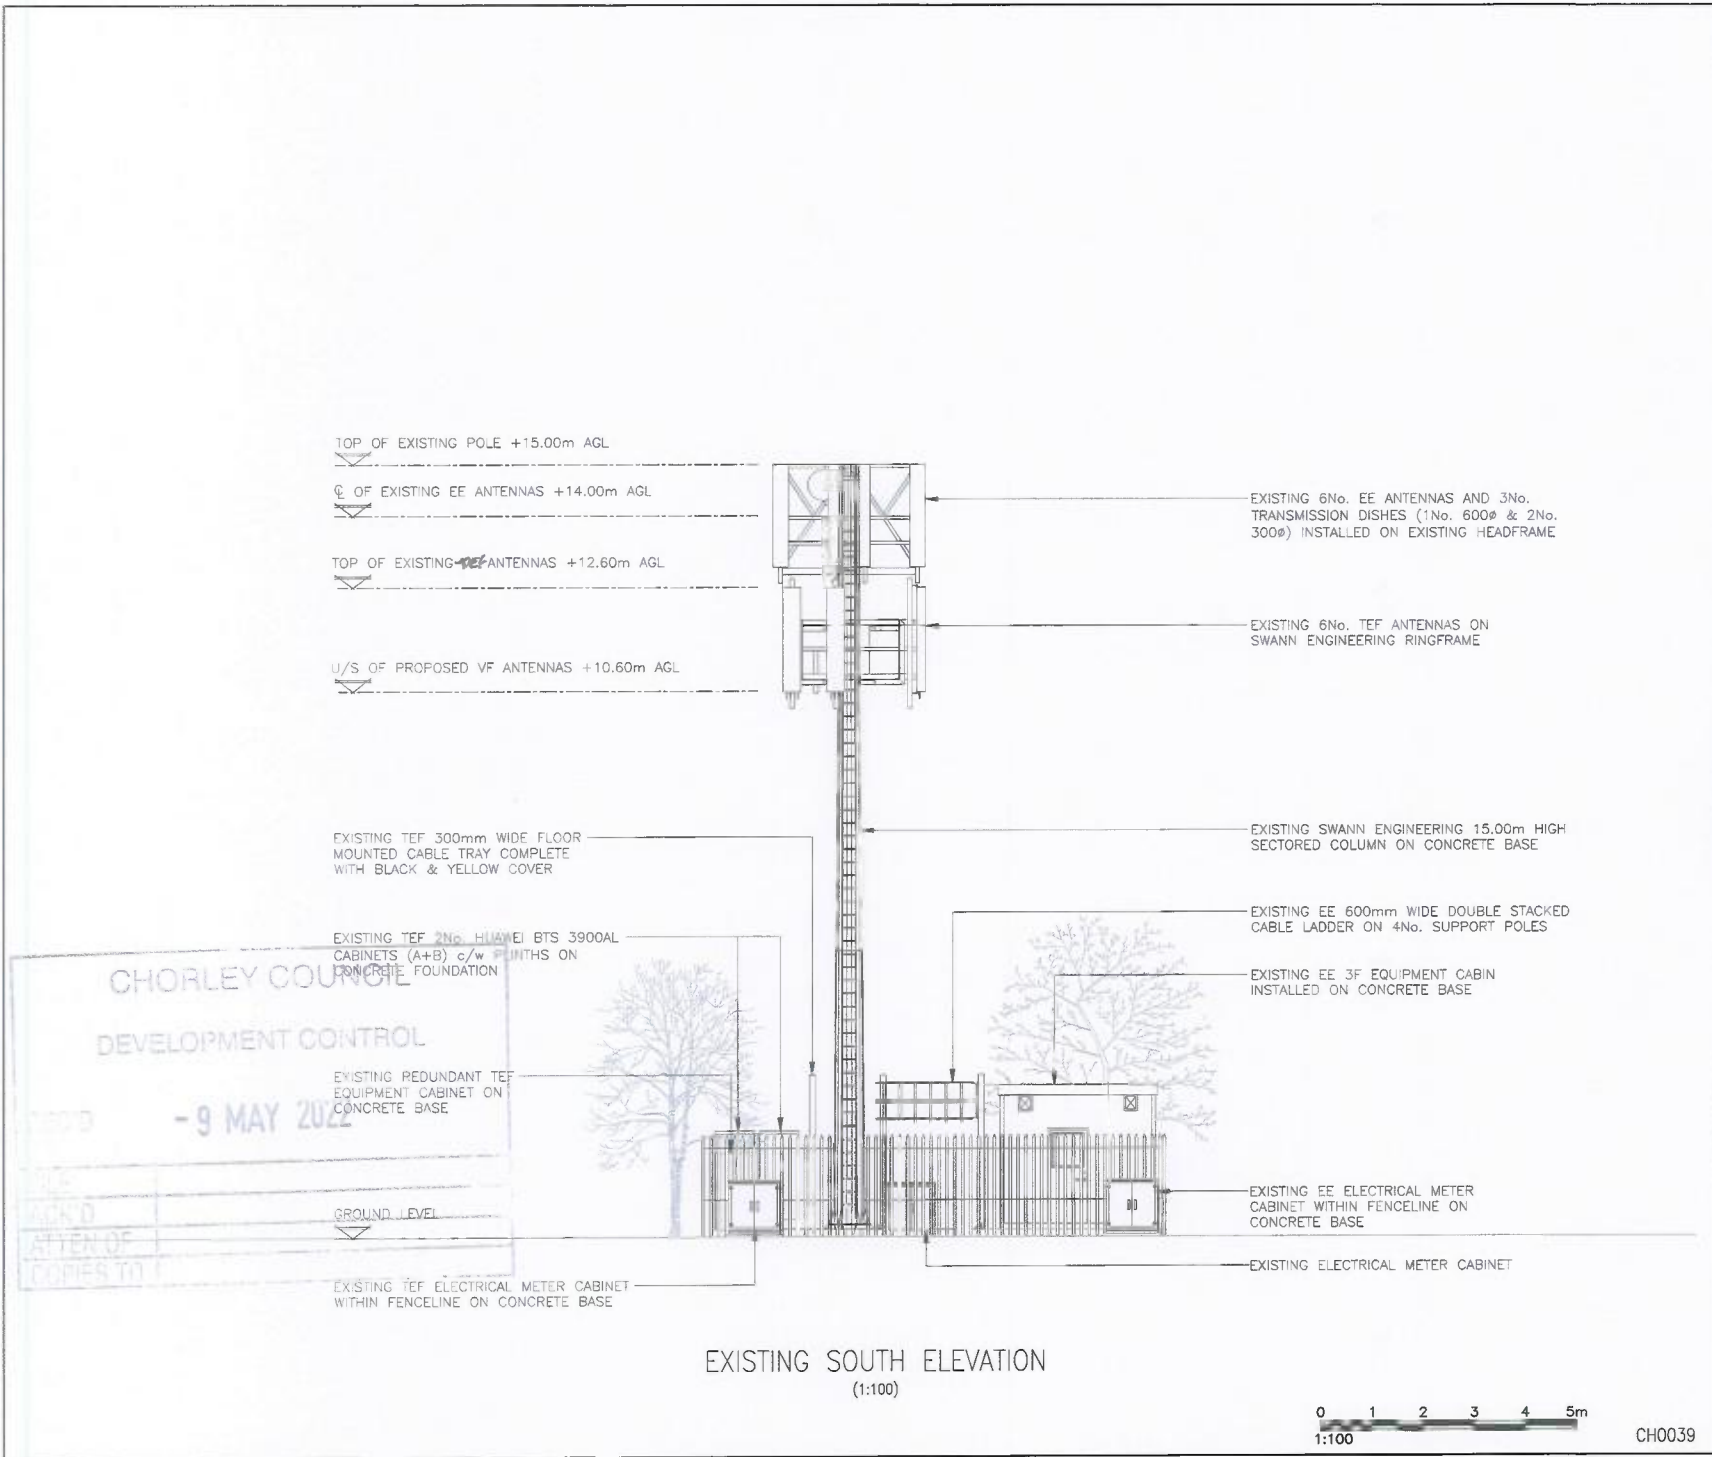 TOP OF EXISTING POLE +15.00m AGL
℄ OF EXISTING EE ANTENNAS +14.00m AGL
TOP OF EXISTING TEF ANTENNAS +12.60m AGL
U/S OF PROPOSED VF ANTENNAS +10.60m AGL
EXISTING TEF 300mm WIDE FLOOR
MOUNTED CABLE TRAY COMPLETE
WITH BLACK & YELLOW COVER
EXISTING TEF 2No. HUAWEI BTS 3900AL
CABINETS (A+B) c/w PLINTHS ON
CONCRETE FOUNDATION
EXISTING REDUNDANT TEF
EQUIPMENT CABINET ON
CONCRETE BASE
GROUND LEVEL
EXISTING TEF ELECTRICAL METER CABINET
WITHIN FENCELINE ON CONCRETE BASE
CHORLEY COUNCIL
DEVELOPMENT CONTROL
REC'D
- 9 MAY 2022
ACK'D
ATTEN OF
COPIES TO
EXISTING 6No. EE ANTENNAS AND 3No.
TRANSMISSION DISHES (1No. 600ø & 2No.
300ø) INSTALLED ON EXISTING HEADFRAME
EXISTING 6No. TEF ANTENNAS ON
SWANN ENGINEERING RINGFRAME
EXISTING SWANN ENGINEERING 15.00m HIGH
SECTORED COLUMN ON CONCRETE BASE
EXISTING EE 600mm WIDE DOUBLE STACKED
CABLE LADDER ON 4No. SUPPORT POLES
EXISTING EE 3F EQUIPMENT CABIN
INSTALLED ON CONCRETE BASE
EXISTING EE ELECTRICAL METER
CABINET WITHIN FENCELINE ON
CONCRETE BASE
EXISTING ELECTRICAL METER CABINET
EXISTING SOUTH ELEVATION
(1:100)
0 1 2 3 4 5m
1:100
CH0039